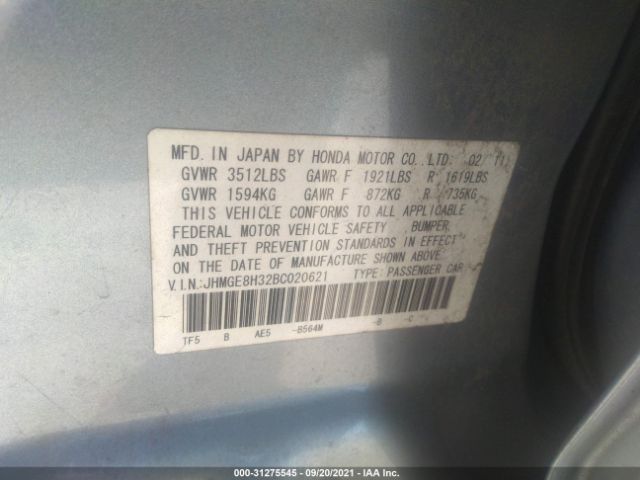 MFD. IN JAPAN BY HONDA MOTOR CO., LTD. 02/11
GVWR 3512LBS GAWR F 1921LBS R 1619LBS
GVWR 1594KG GAWR F 872KG R 735KG
THIS VEHICLE CONFORMS TO ALL APPLICABLE
FEDERAL MOTOR VEHICLE SAFETY, BUMPER,
AND THEFT PREVENTION STANDARDS IN EFFECT
ON THE DATE OF MANUFACTURE SHOWN ABOVE.
V.I.N.:JHMGE8H32BC020621 TYPE: PASSENGER CAR
TF5 B AE5 -B564M -B -C
000-31275545 - 09/20/2021 - IAA Inc.